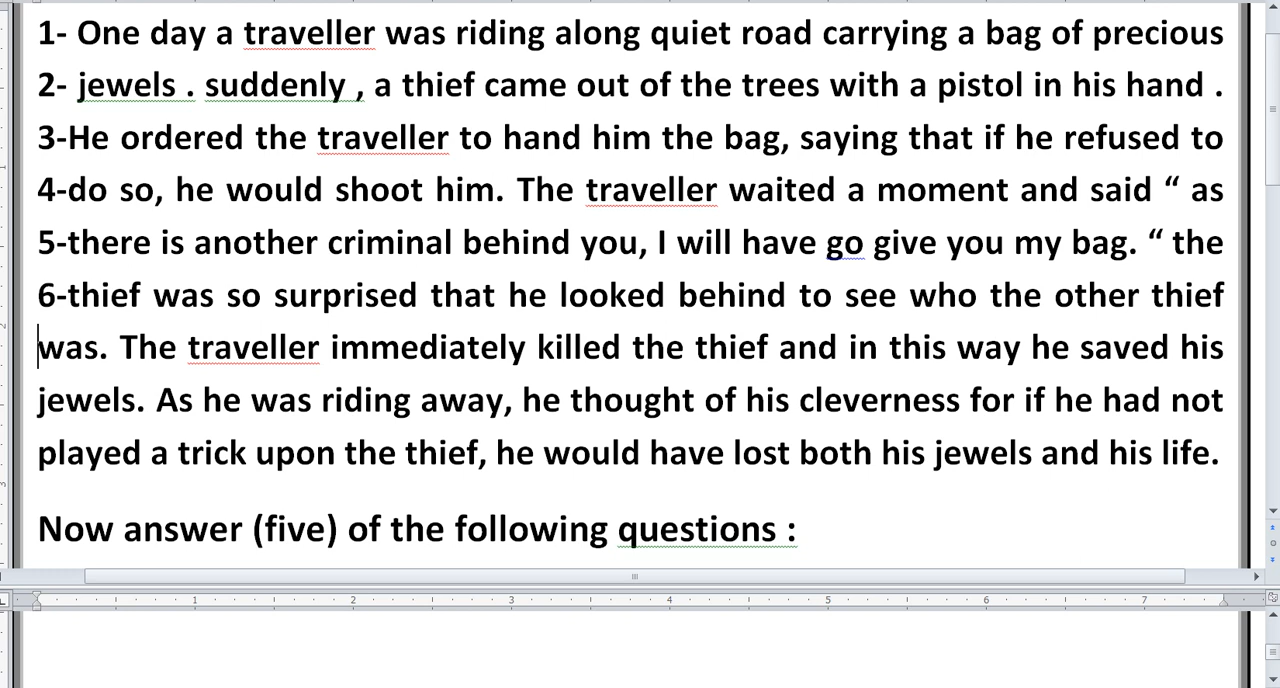 1- One day a traveller was riding along quiet road carrying a bag of precious
2- jewels . suddenly , a thief came out of the trees with a pistol in his hand .
3-He ordered the traveller to hand him the bag, saying that if he refused to
4-do so, he would shoot him. The traveller waited a moment and said “ as
5-there is another criminal behind you, I will have go give you my bag. “ the
6-thief was so surprised that he looked behind to see who the other thief
was. The traveller immediately killed the thief and in this way he saved his
jewels. As he was riding away, he thought of his cleverness for if he had not
played a trick upon the thief, he would have lost both his jewels and his life.
Now answer (five) of the following questions :
1 2 3 4 5 6 7